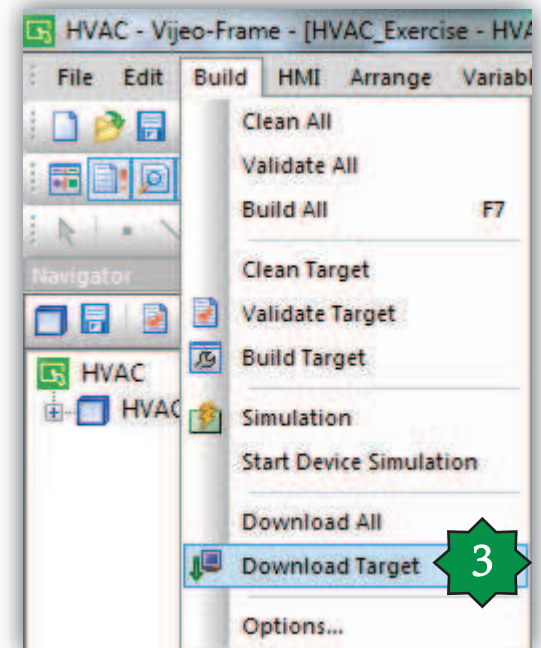 HVAC - Vijeo-Frame - [HVAC_Exercise - HVA
File Edit Build HMI Arrange Variabl
Clean All
Validate All
Build All F7
Navigator
Clean Target
Validate Target
Build Target
HVAC
HVAC
Simulation
Start Device Simulation
Download All
Download Target 3
Options...